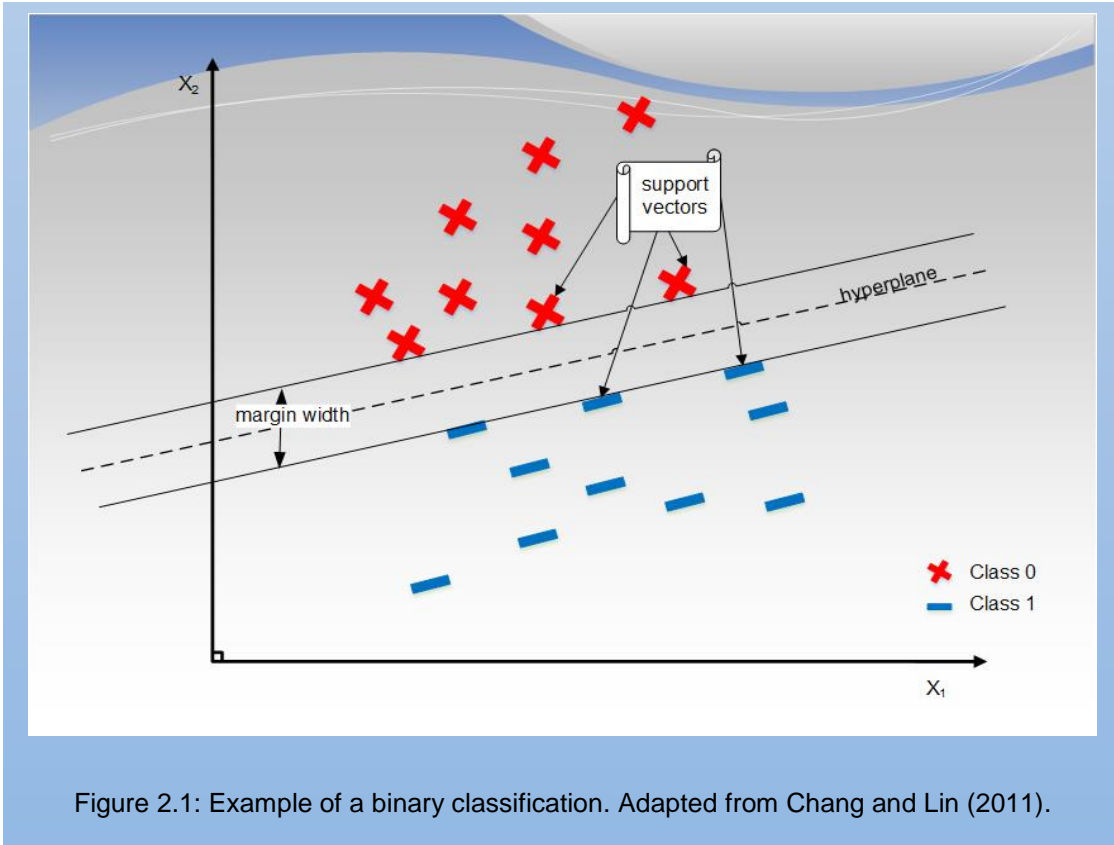 X₂
support
vectors
hyperplane
margin width
Class 0
Class 1
X₁
Figure 2.1: Example of a binary classification. Adapted from Chang and Lin (2011).